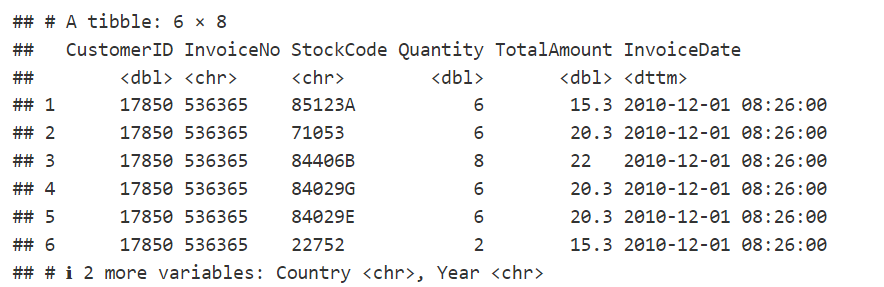 ## # A tibble: 6 × 8
##   CustomerID InvoiceNo StockCode Quantity TotalAmount InvoiceDate
##        <dbl> <chr>     <chr>        <dbl>       <dbl> <dttm>
## 1      17850 536365    85123A           6        15.3 2010-12-01 08:26:00
## 2      17850 536365    71053            6        20.3 2010-12-01 08:26:00
## 3      17850 536365    84406B           8        22   2010-12-01 08:26:00
## 4      17850 536365    84029G           6        20.3 2010-12-01 08:26:00
## 5      17850 536365    84029E           6        20.3 2010-12-01 08:26:00
## 6      17850 536365    22752            2        15.3 2010-12-01 08:26:00
## # ℹ 2 more variables: Country <chr>, Year <chr>